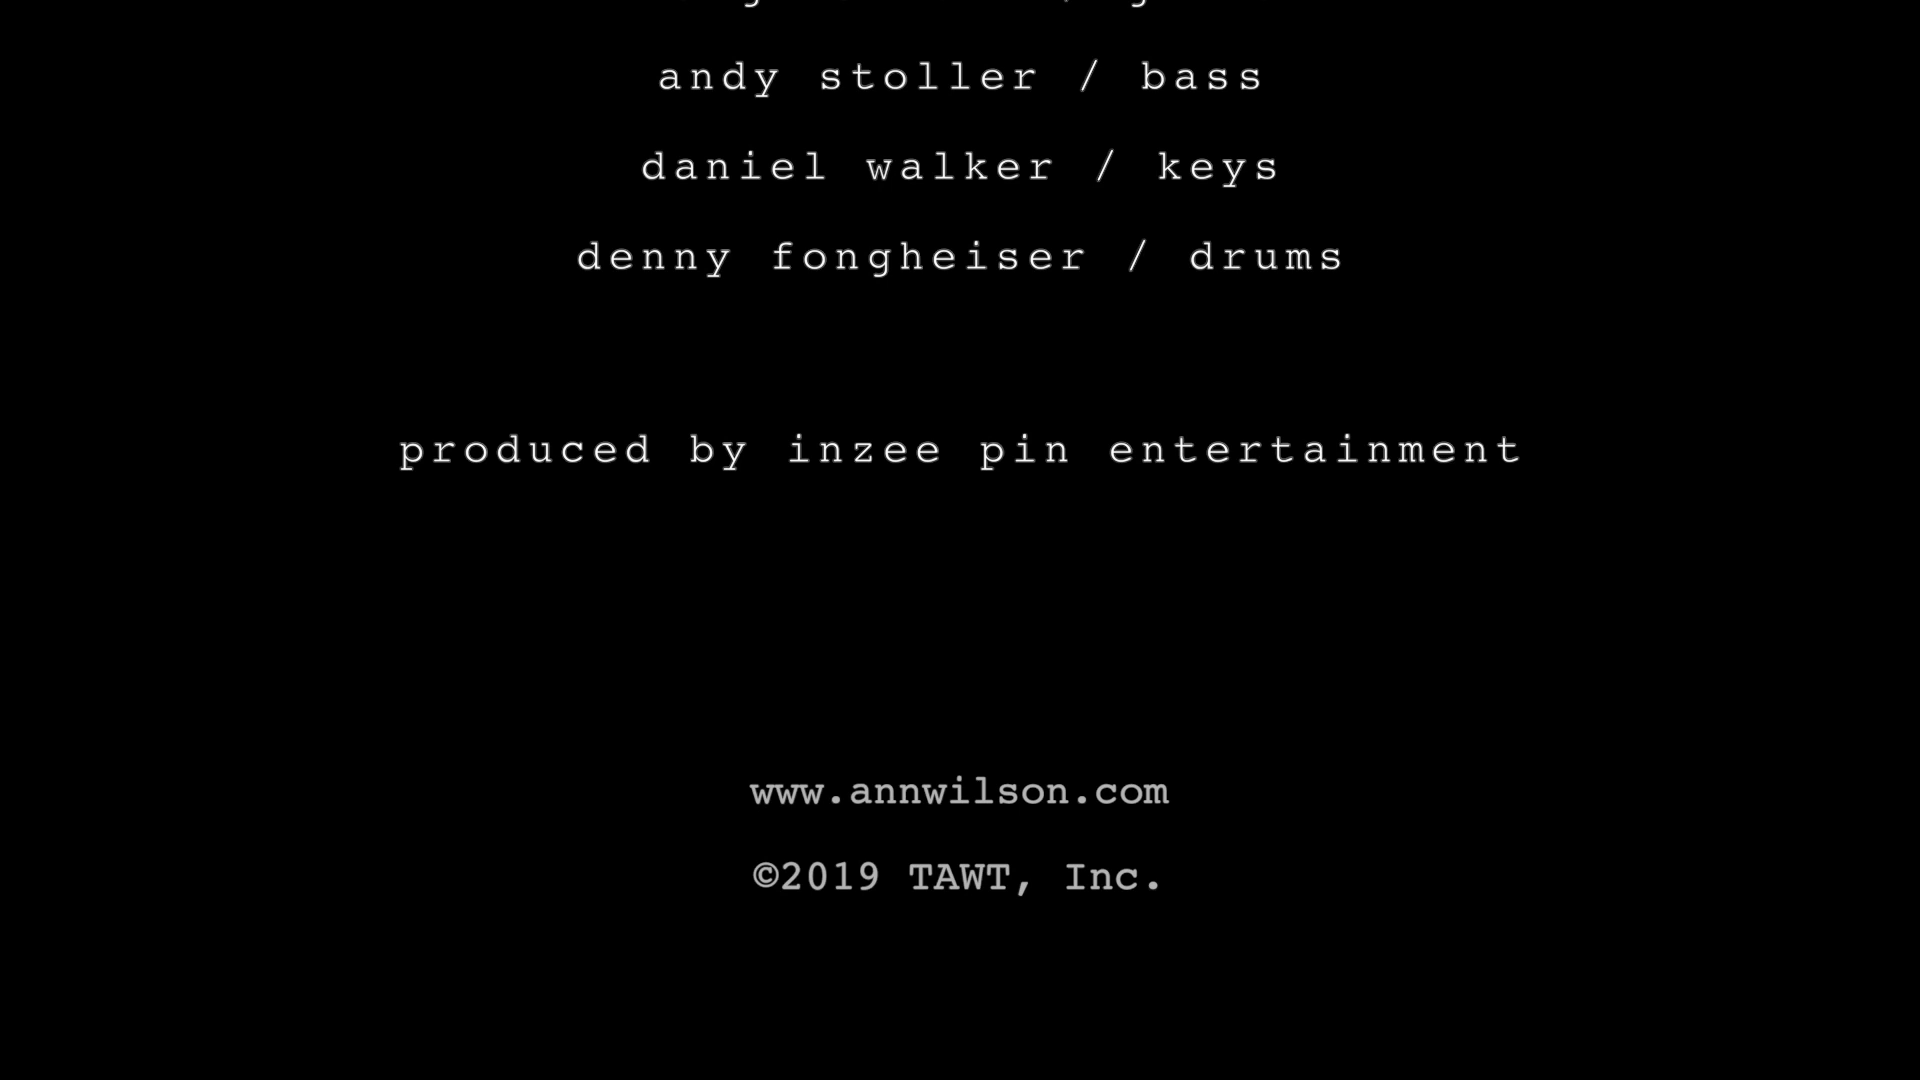 andy stoller / bass
daniel walker / keys
denny fongheiser / drums
produced by inzee pin entertainment
www.annwilson.com
©2019 TAWT, Inc.